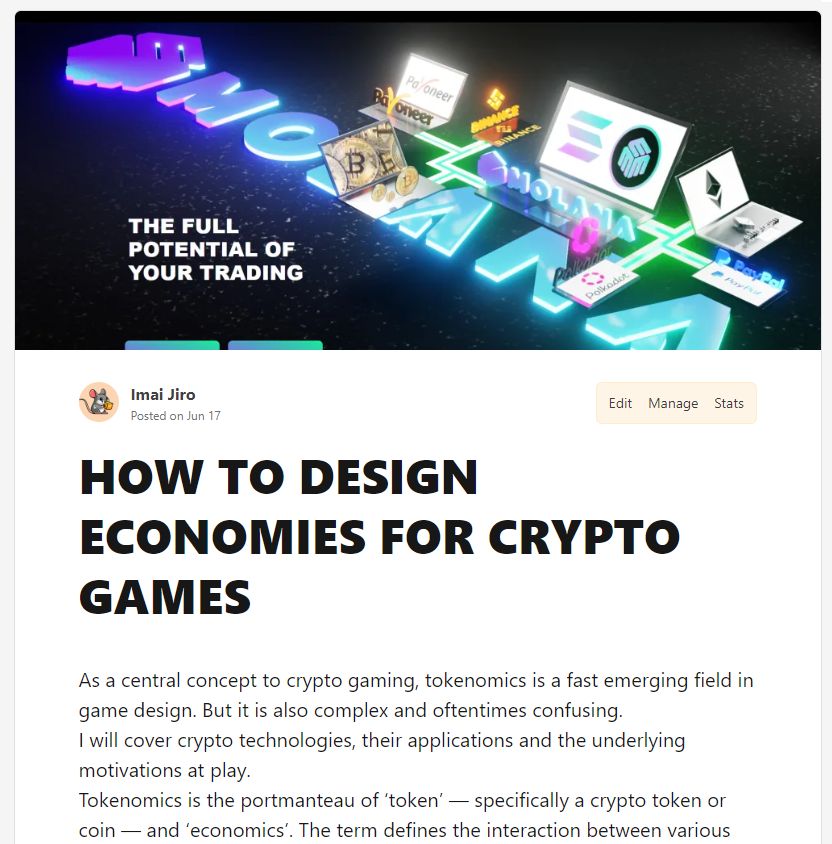 MOLANA
Payoneer
Payoneer
BINANCE
BINANCE
MOLANA
Polkadot
Polkadot
PayPal
PayPal
THE FULL
POTENTIAL OF
YOUR TRADING
Imai Jiro
Posted on Jun 17
Edit Manage Stats
HOW TO DESIGN
ECONOMIES FOR CRYPTO
GAMES
As a central concept to crypto gaming, tokenomics is a fast emerging field in
game design. But it is also complex and oftentimes confusing.
I will cover crypto technologies, their applications and the underlying
motivations at play.
Tokenomics is the portmanteau of ‘token’ — specifically a crypto token or
coin — and ‘economics’. The term defines the interaction between various